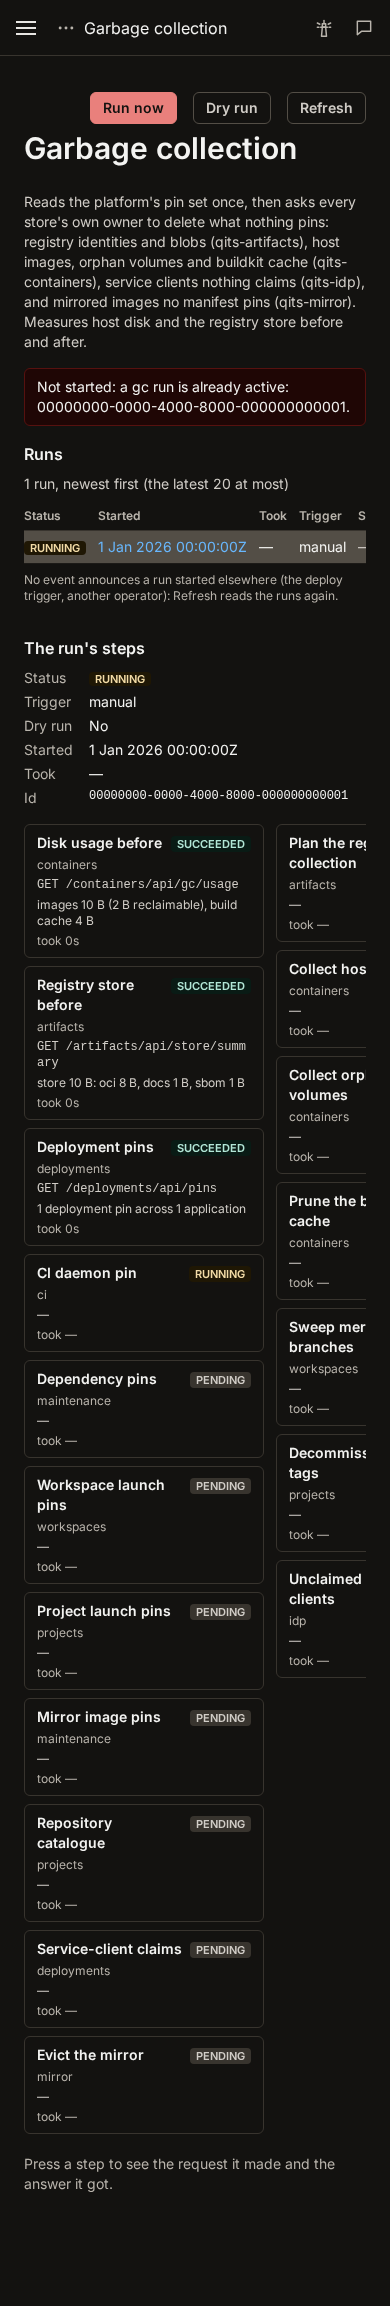 Garbage collection
Run now
Dry run
Refresh
Garbage collection
Reads the platform's pin set once, then asks every
store's own owner to delete what nothing pins:
registry identities and blobs (qits-artifacts), host
images, orphan volumes and buildkit cache (qits-
containers), service clients nothing claims (qits-idp),
and mirrored images no manifest pins (qits-mirror).
Measures host disk and the registry store before
and after.
Not started: a gc run is already active:
00000000-0000-4000-8000-000000000001.
Runs
1 run, newest first (the latest 20 at most)
Status Started Took Trigger S
RUNNING 1 Jan 2026 00:00:00Z — manual —
No event announces a run started elsewhere (the deploy
trigger, another operator): Refresh reads the runs again.
The run's steps
Status RUNNING
Trigger manual
Dry run No
Started 1 Jan 2026 00:00:00Z
Took —
Id 00000000-0000-4000-8000-000000000001
Disk usage before SUCCEEDED
containers
GET /containers/api/gc/usage
images 10 B (2 B reclaimable), build
cache 4 B
took 0s
Registry store SUCCEEDED
before
artifacts
GET /artifacts/api/store/summ
ary
store 10 B: oci 8 B, docs 1 B, sbom 1 B
took 0s
Deployment pins SUCCEEDED
deployments
GET /deployments/api/pins
1 deployment pin across 1 application
took 0s
CI daemon pin RUNNING
ci
—
took —
Dependency pins PENDING
maintenance
—
took —
Workspace launch PENDING
pins
workspaces
—
took —
Project launch pins PENDING
projects
—
took —
Mirror image pins PENDING
maintenance
—
took —
Repository PENDING
catalogue
projects
—
took —
Service-client claims PENDING
deployments
—
took —
Evict the mirror PENDING
mirror
—
took —
Plan the reg
collection
artifacts
—
took —
Collect hos
containers
—
took —
Collect orp
volumes
containers
—
took —
Prune the b
cache
containers
—
took —
Sweep mer
branches
workspaces
—
took —
Decommiss
tags
projects
—
took —
Unclaimed
clients
idp
—
took —
Press a step to see the request it made and the
answer it got.